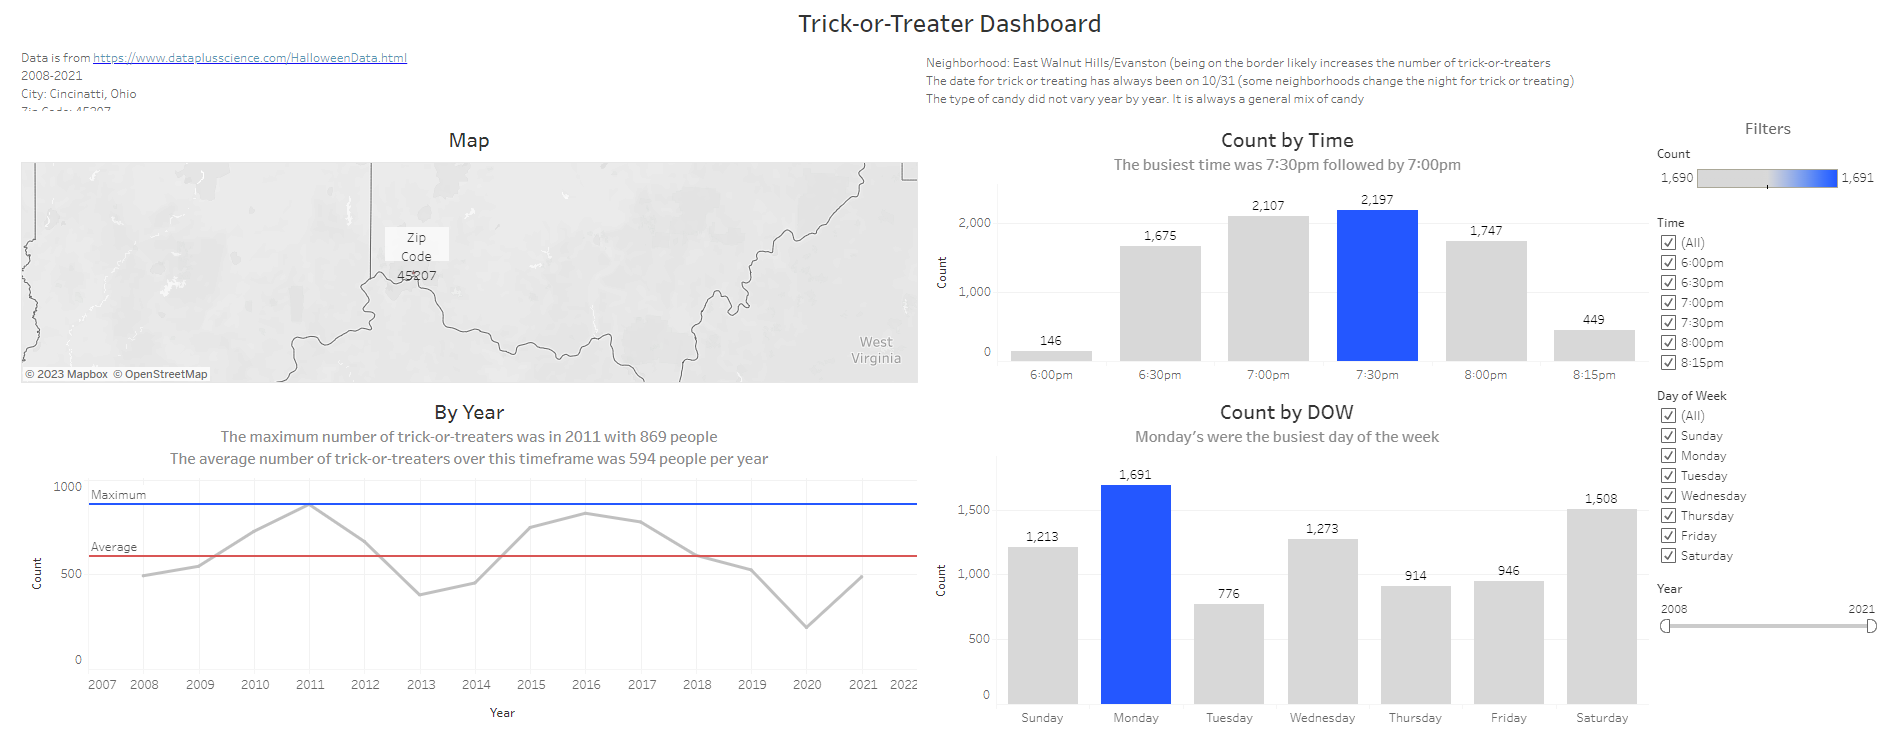 Trick-or-Treater Dashboard
Data is from https://www.dataplusscience.com/HalloweenData.html
2008-2021
City: Cincinatti, Ohio
Zip Code: 45207
Neighborhood: East Walnut Hills/Evanston (being on the border likely increases the number of trick-or-treaters
The date for trick or treating has always been on 10/31 (some neighborhoods change the night for trick or treating)
The type of candy did not vary year by year. It is always a general mix of candy
Map
Zip
Code
45207
West
Virginia
© 2023 Mapbox © OpenStreetMap
Count by Time
The busiest time was 7:30pm followed by 7:00pm
Count
2,000
1,000
0
146
1,675
2,107
2,197
1,747
449
6:00pm
6:30pm
7:00pm
7:30pm
8:00pm
8:15pm
By Year
The maximum number of trick-or-treaters was in 2011 with 869 people
The average number of trick-or-treaters over this timeframe was 594 people per year
Count
1000
500
0
Maximum
Average
2007
2008
2009
2010
2011
2012
2013
2014
2015
2016
2017
2018
2019
2020
2021
2022
Year
Count by DOW
Monday’s were the busiest day of the week
Count
1,500
1,000
500
0
1,213
1,691
776
1,273
914
946
1,508
Sunday
Monday
Tuesday
Wednesday
Thursday
Friday
Saturday
Filters
Count
1,690
1,691
Time
(All)
6:00pm
6:30pm
7:00pm
7:30pm
8:00pm
8:15pm
Day of Week
(All)
Sunday
Monday
Tuesday
Wednesday
Thursday
Friday
Saturday
Year
2008
2021